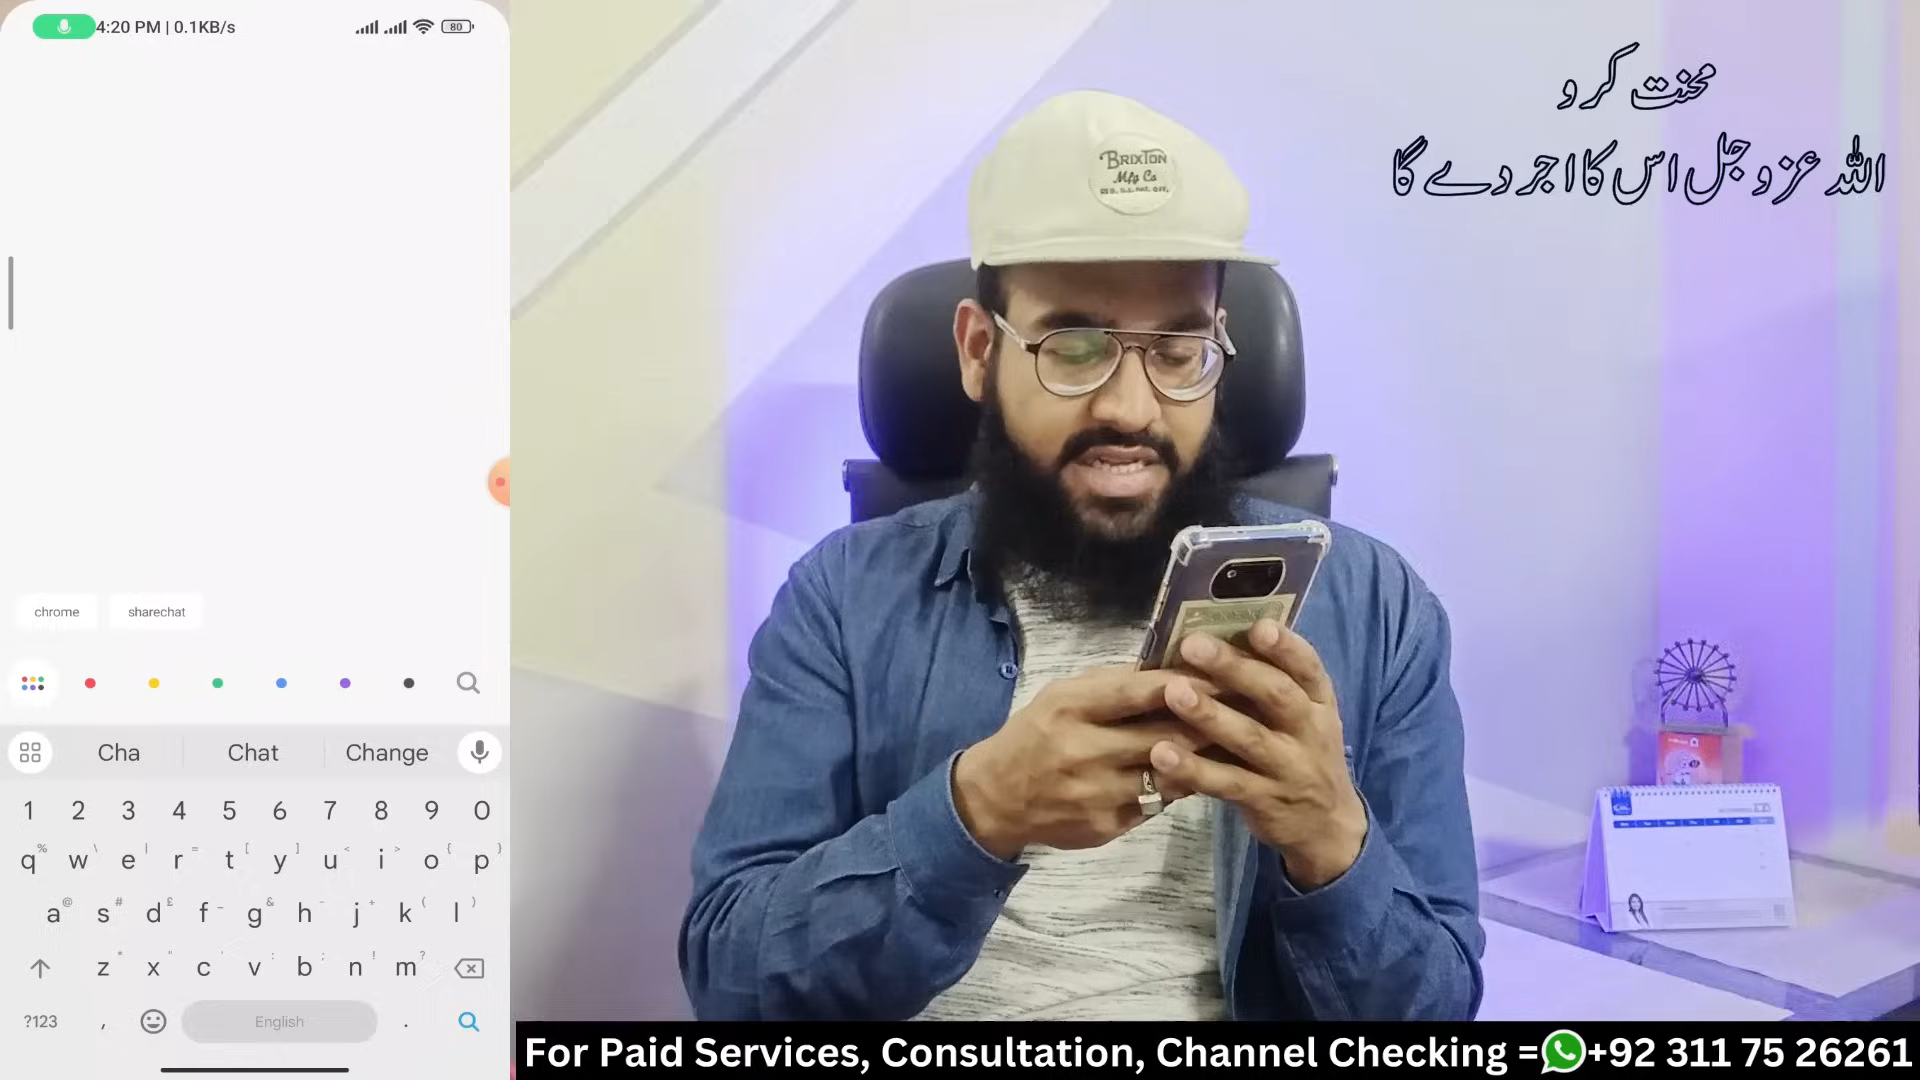 4:20 PM | 0.1KB/s
80
محنت کرو
اللہ عزوجل اس کا اجر دے گا
BRIXTON
Mfg Co
chrome
sharechat
Cha
Chat
Change
1 2 3 4 5 6 7 8 9 0
q w e r t y u i o p
a s d f g h j k l
z x c v b n m
?123 , English .
For Paid Services, Consultation, Channel Checking =+92 311 75 26261